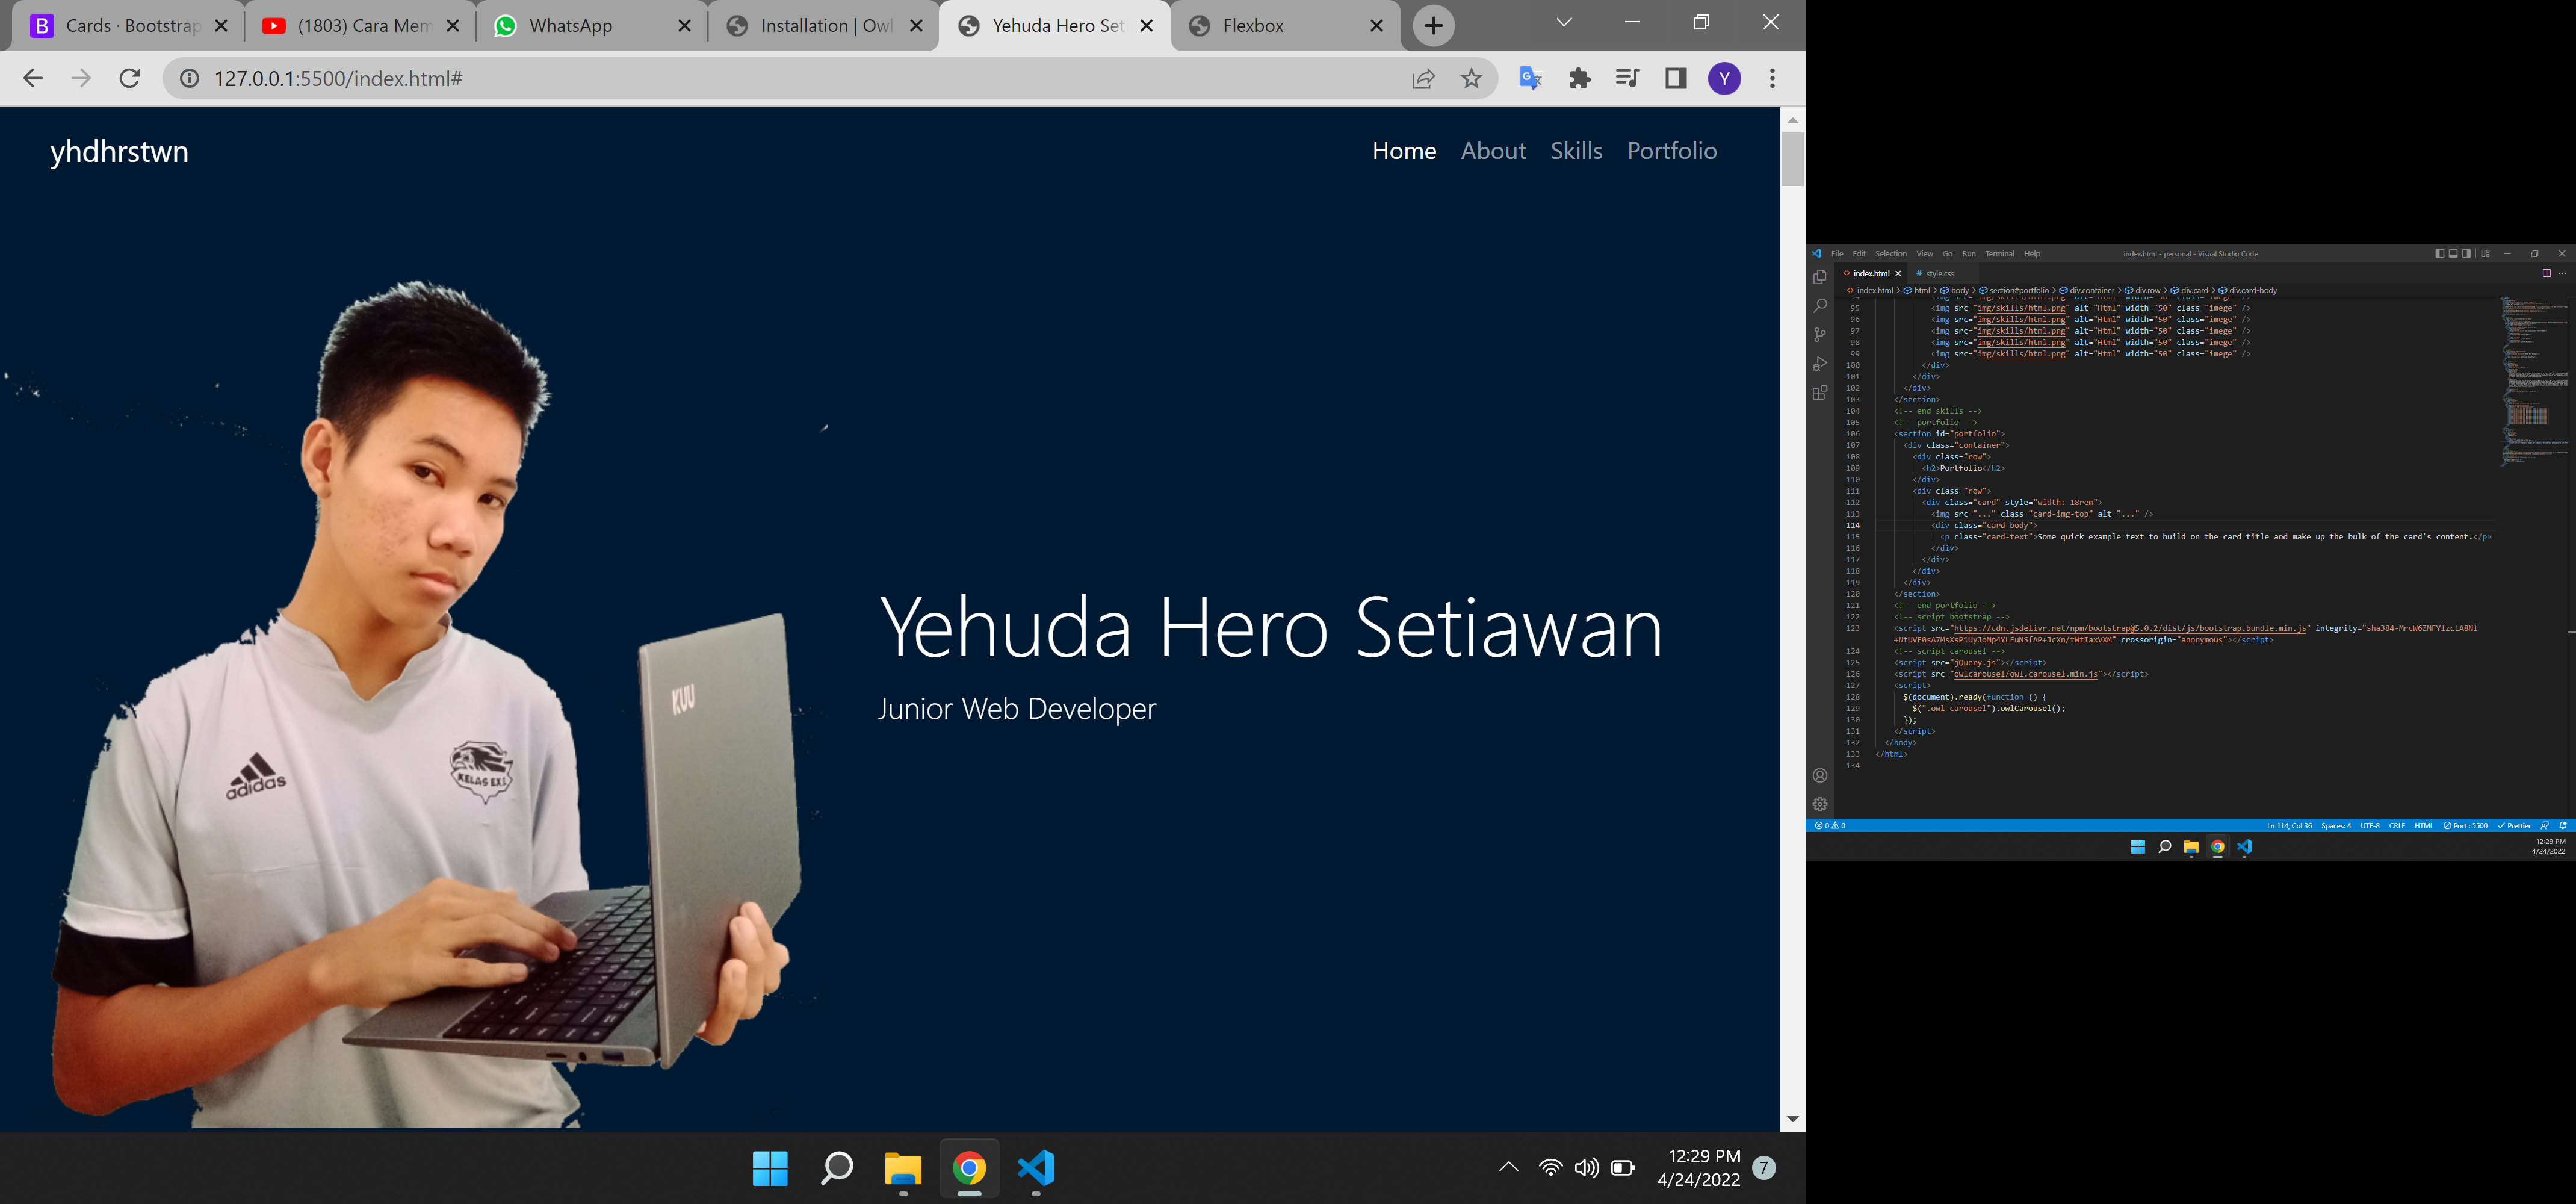 Cards · Bootstrap
(1803) Cara Mem
WhatsApp
Installation | Owl
Yehuda Hero Set
Flexbox
127.0.0.1:5500/index.html#
Y
yhdhrstwn
Home About Skills Portfolio
KUU
adidas
KELAS EXE
Yehuda Hero Setiawan
Junior Web Developer
12:29 PM
4/24/2022
7
File Edit Selection View Go Run Terminal Help
index.html - personal - Visual Studio Code
index.html
# style.css
index.html > html > body > section#portfolio > div.container > div.row > div.card > div.card-body
94 <img src="img/skills/html.png" alt="Html" width="50" class="imege" />
95 <img src="img/skills/html.png" alt="Html" width="50" class="imege" />
96 <img src="img/skills/html.png" alt="Html" width="50" class="imege" />
97 <img src="img/skills/html.png" alt="Html" width="50" class="imege" />
98 <img src="img/skills/html.png" alt="Html" width="50" class="imege" />
99 <img src="img/skills/html.png" alt="Html" width="50" class="imege" />
100 </div>
101 </div>
102 </div>
103 </section>
104 <!-- end skills -->
105 <!-- portfolio -->
106 <section id="portfolio">
107 <div class="container">
108 <div class="row">
109 <h2>Portfolio</h2>
110 </div>
111 <div class="row">
112 <div class="card" style="width: 18rem">
113 <img src="..." class="card-img-top" alt="..." />
114 <div class="card-body">
115 <p class="card-text">Some quick example text to build on the card title and make up the bulk of the card's content.</p>
116 </div>
117 </div>
118 </div>
119 </div>
120 </section>
121 <!-- end portfolio -->
122 <!-- script bootstrap -->
123 <script src="https://cdn.jsdelivr.net/npm/bootstrap@5.0.2/dist/js/bootstrap.bundle.min.js" integrity="sha384-MrcW6ZMFYlzcLA8Nl
+NtUVF0sA7MsXsP1UyJoMp4YLEuNSfAP+JcXn/tWtIaxVXM" crossorigin="anonymous"></script>
124 <!-- script carousel -->
125 <script src="jQuery.js"></script>
126 <script src="owlcarousel/owl.carousel.min.js"></script>
127 <script>
128 $(document).ready(function () {
129 $(".owl-carousel").owlCarousel();
130 });
131 </script>
132 </body>
133 </html>
134
0 0
Ln 114, Col 36 Spaces: 4 UTF-8 CRLF HTML Port : 5500 Prettier
12:29 PM
4/24/2022